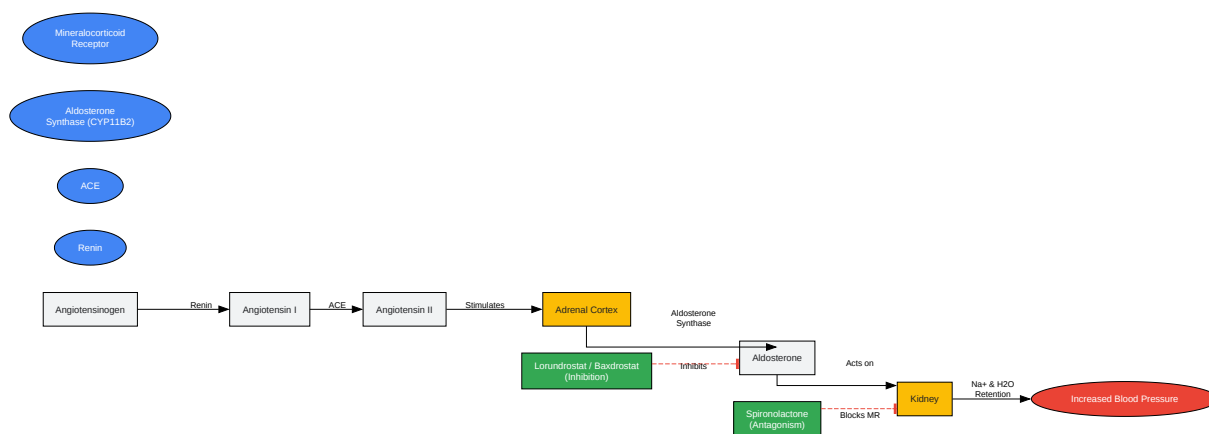 Mineralocorticoid
Receptor
Aldosterone
Synthase (CYP11B2)
ACE
Renin
Angiotensinogen
Renin
Angiotensin I
ACE
Angiotensin II
Stimulates
Adrenal Cortex
Aldosterone
Synthase
Lorundrostat / Baxdrostat
(Inhibition)
Inhibits
Aldosterone
Acts on
Spironolactone
(Antagonism)
Blocks MR
Kidney
Na+ & H2O
Retention
Increased Blood Pressure